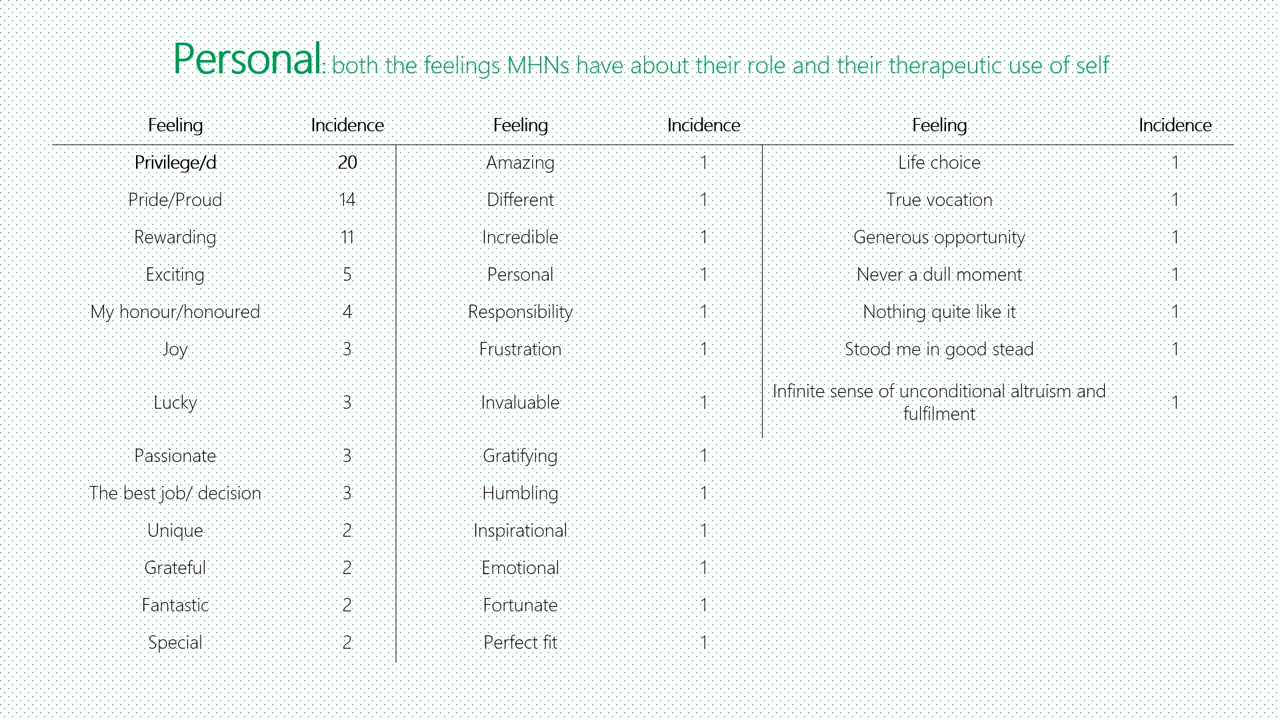 Personal: both the feelings MHNs have about their role and their therapeutic use of self
Feeling Incidence Feeling Incidence Feeling Incidence
Privilege/d 20 Amazing 1 Life choice 1
Pride/Proud 14 Different 1 True vocation 1
Rewarding 11 Incredible 1 Generous opportunity 1
Exciting 5 Personal 1 Never a dull moment 1
My honour/honoured 4 Responsibility 1 Nothing quite like it 1
Joy 3 Frustration 1 Stood me in good stead 1
Lucky 3 Invaluable 1 Infinite sense of unconditional altruism and
fulfilment 1
Passionate 3 Gratifying 1
The best job/ decision 3 Humbling 1
Unique 2 Inspirational 1
Grateful 2 Emotional 1
Fantastic 2 Fortunate 1
Special 2 Perfect fit 1